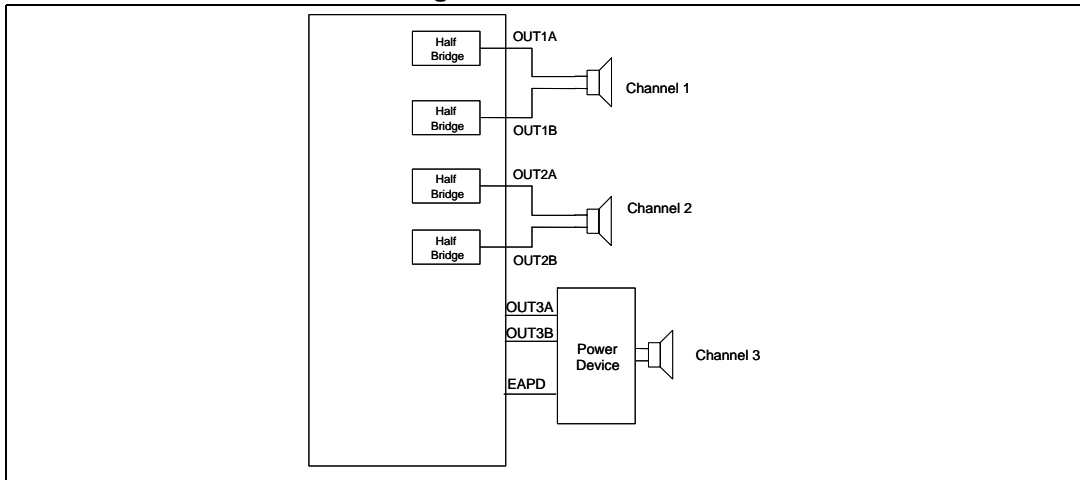 Half
Bridge
OUT1A
Channel 1
Half
Bridge
OUT1B
Half
Bridge
OUT2A
Channel 2
Half
Bridge
OUT2B
OUT3A
OUT3B
Power
Device
Channel 3
EAPD